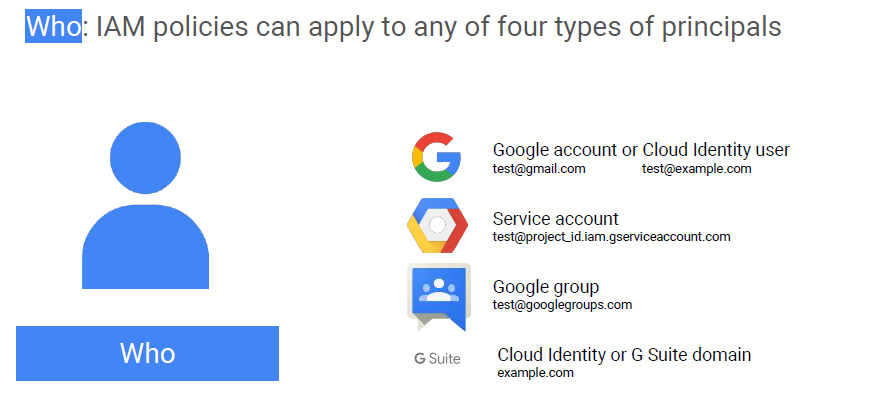 Who: IAM policies can apply to any of four types of principals
Google account or Cloud Identity user
test@gmail.com test@example.com
Service account
test@project_id.iam.gserviceaccount.com
Google group
test@googlegroups.com
G Suite
Cloud Identity or G Suite domain
example.com
Who